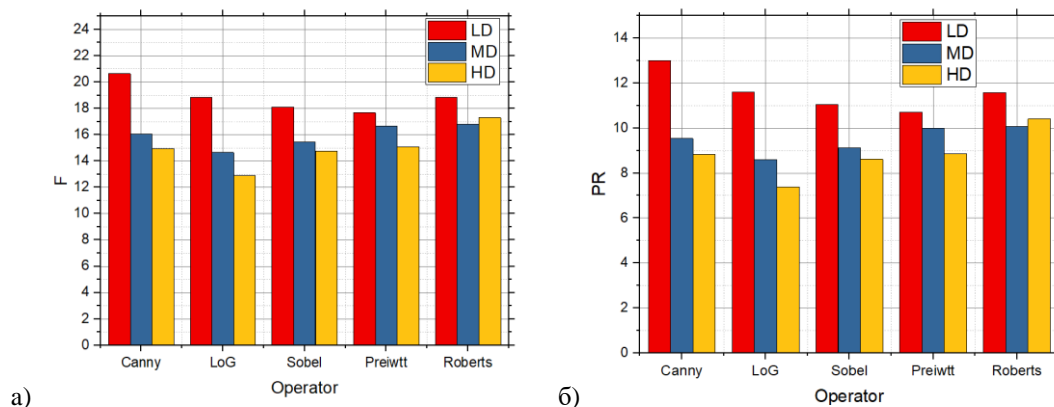 24
22
20
18
16
14
12
10
8
6
4
2
0
F
LD
MD
HD
Canny LoG Sobel Preiwtt Roberts
Operator
а)
14
12
10
8
6
4
2
0
PR
LD
MD
HD
Canny LoG Sobel Preiwtt Roberts
Operator
б)